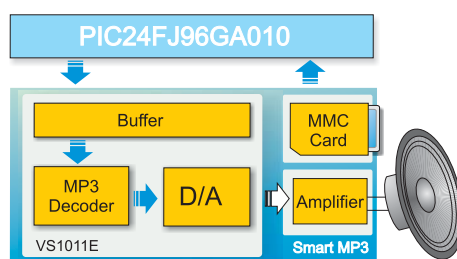 PIC24FJ96GA010
Buffer
MMC
Card
MP3
Decoder
D/A
Amplifier
VS1011E
Smart MP3